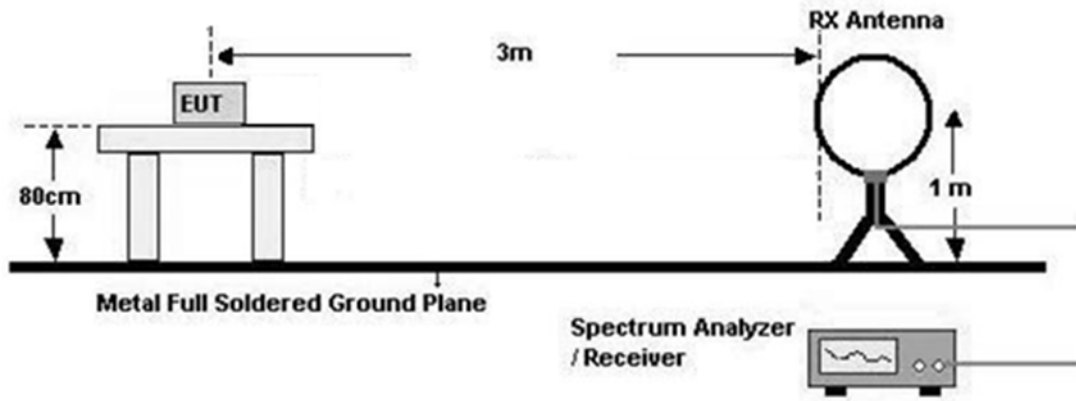 RX Antenna
3m
EUT
80cm
1 m
Metal Full Soldered Ground Plane
Spectrum Analyzer
/ Receiver